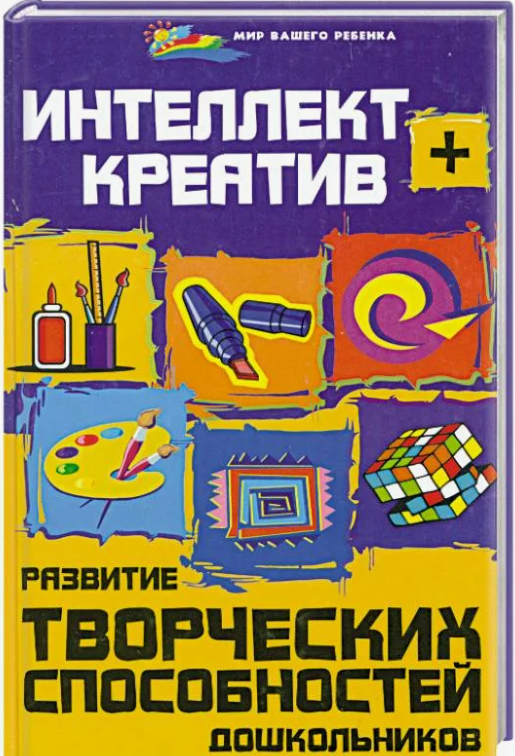 МИР ВАШЕГО РЕБЕНКА
ИНТЕЛЛЕКТ
+
КРЕАТИВ
РАЗВИТИЕ
ТВОРЧЕСКИХ
СПОСОБНОСТЕЙ
ДОШКОЛЬНИКОВ